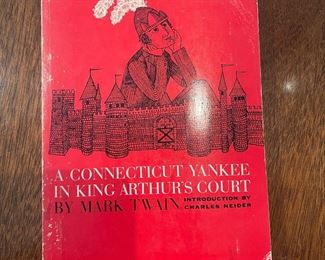 A CONNECTICUT YANKEE
IN KING ARTHUR'S COURT
BY MARK TWAIN INTRODUCTION BY
CHARLES NEIDER